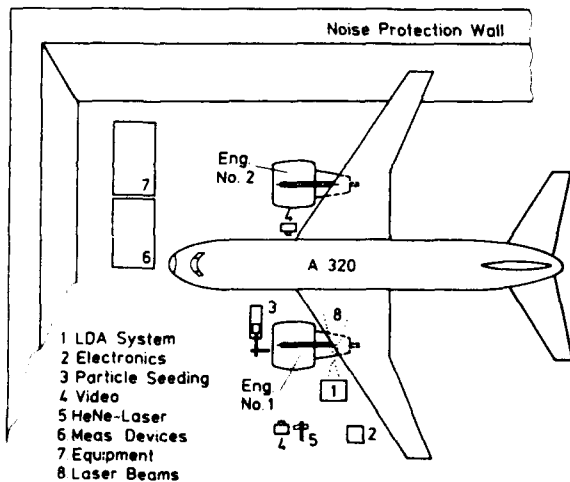 Noise Protection Wall
Eng.
No. 2
7
4
6
A 320
3
8
1 LDA System
2 Electronics
3 Particle Seeding
4 Video
5 HeNe-Laser
6 Meas Devices
7 Equipment
8 Laser Beams
Eng.
No. 1
1
4
5
2